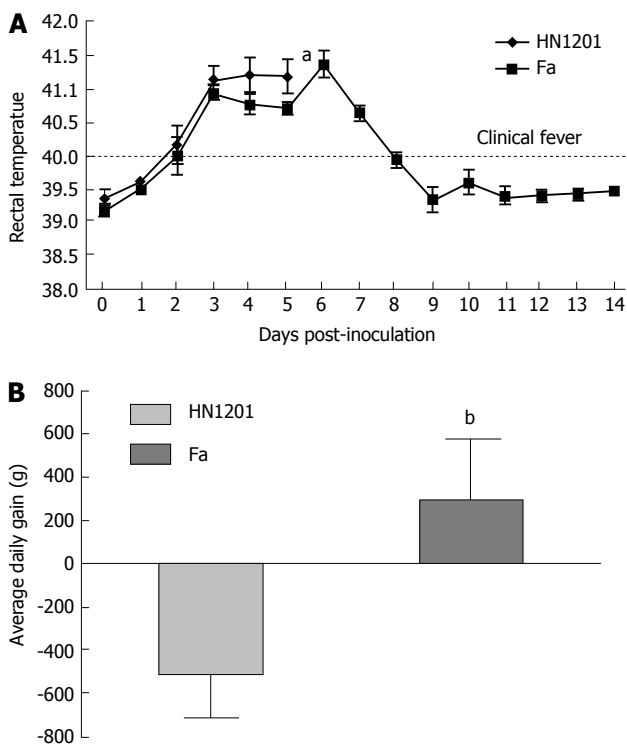 A
42.0
41.5
41.1
40.5
40.0
39.5
39.0
38.0
Rectal temperatue
a
HN1201
Fa
Clinical fever
0 1 2 3 4 5 6 7 8 9 10 11 12 13 14
Days post-inoculation
B
800
600
400
200
0
-200
-400
-600
-800
Average daily gain (g)
HN1201
Fa
b